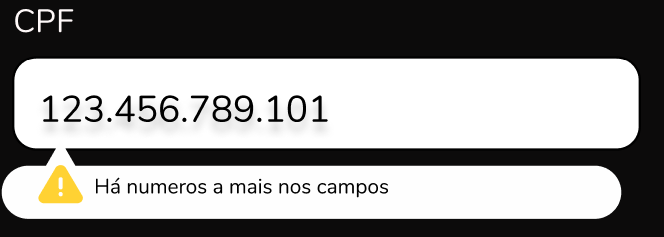 CPF
123.456.789.101
Há numeros a mais nos campos